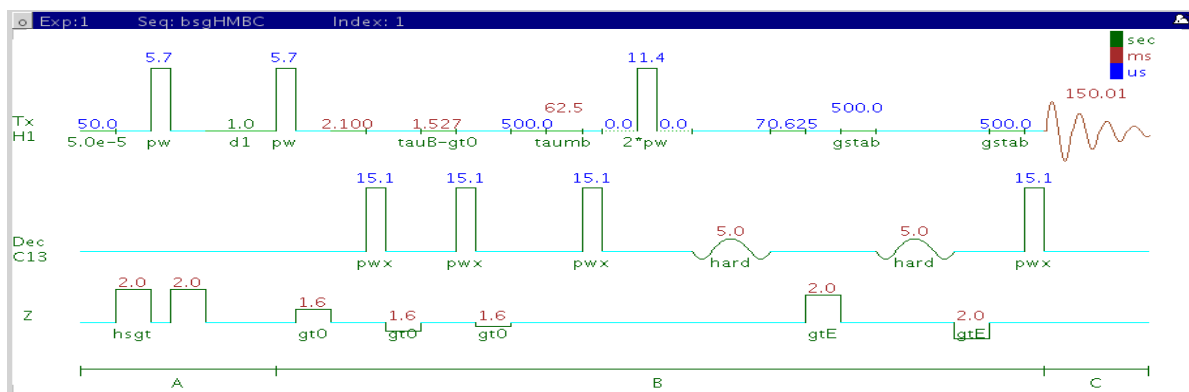 o Exp:1 Seq: bsgHMBC Index: 1
sec
ms
us
5.7 5.7 11.4
150.01
62.5 500.0
Tx 50.0 1.0 2.100 1.527 500.0 0.0 0.0 70.625 500.0
H1 5.0e-5 pw d1 pw tauB-gt0 taumb 2*pw gstab gstab
15.1 15.1 15.1 15.1
Dec 5.0 5.0
C13 pwx pwx pwx hard hard pwx
2.0 2.0 1.6 1.6 1.6 2.0 2.0
Z
hsgt gt0 gt0 gt0 gtE gtE
A B C